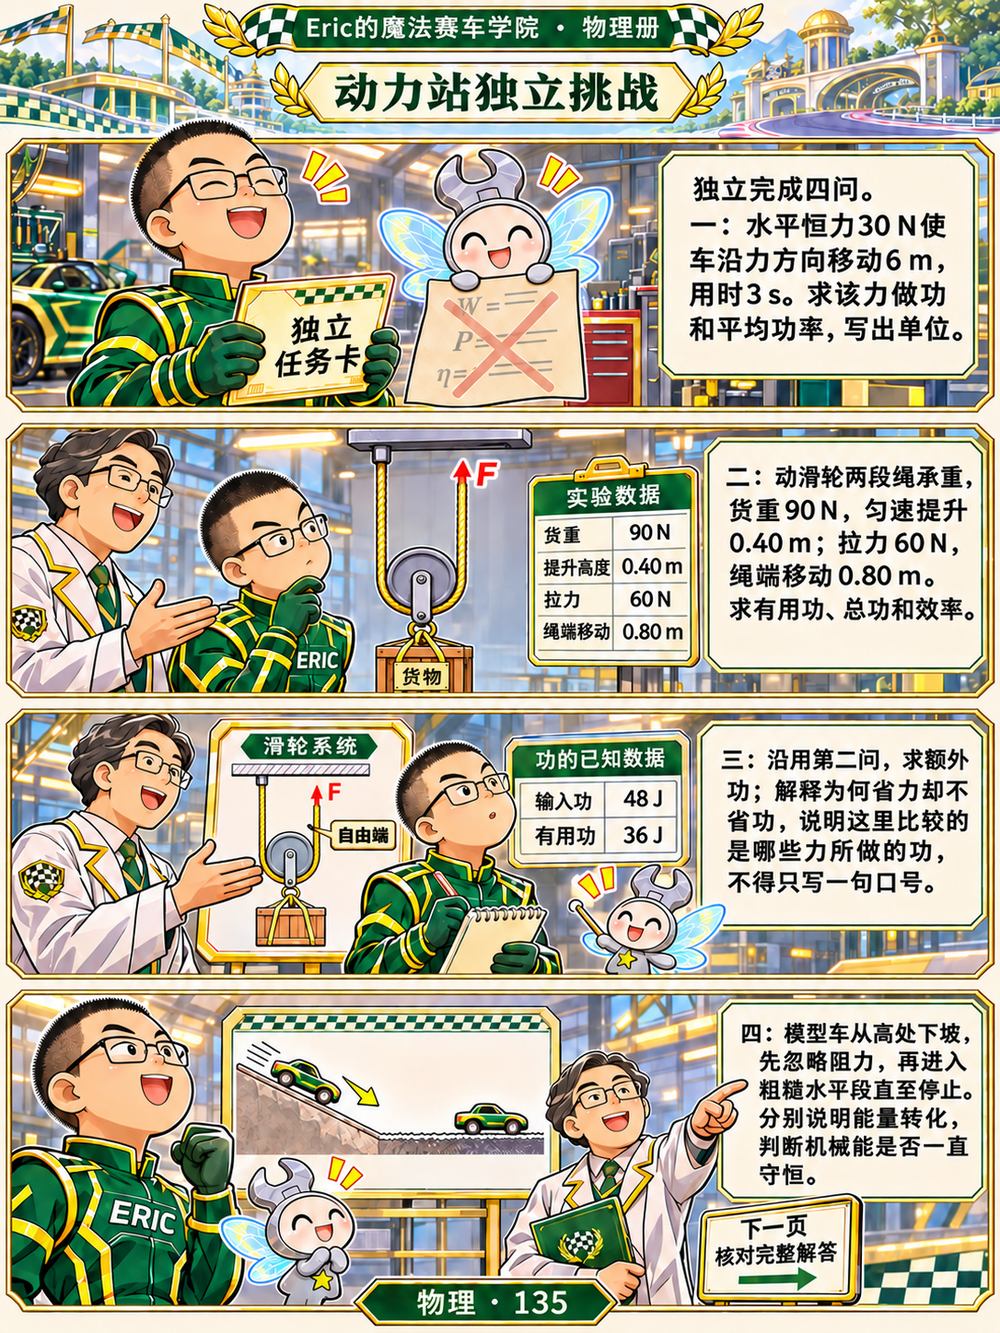 Eric的魔法赛车学院 · 物理册
动力站独立挑战
独立
任务卡
W=
P=
η=
独立完成四问。
一：水平恒力30 N使
车沿力方向移动6 m，
用时3 s。求该力做功
和平均功率，写出单位。
F
实验数据
货重 90 N
提升高度 0.40 m
拉力 60 N
绳端移动 0.80 m
ERIC
货物
二：动滑轮两段绳承重，
货重90 N，匀速提升
0.40 m；拉力60 N，
绳端移动0.80 m。
求有用功、总功和效率。
滑轮系统
F
自由端
功的已知数据
输入功 48 J
有用功 36 J
三：沿用第二问，求额外
功；解释为何省力却不
省功，说明这里比较的
是哪些力所做的功，
不得只写一句口号。
ERIC
四：模型车从高处下坡，
先忽略阻力，再进入
粗糙水平段直至停止。
分别说明能量转化，
判断机械能是否一直
守恒。
下一页
核对完整解答
物理 · 135